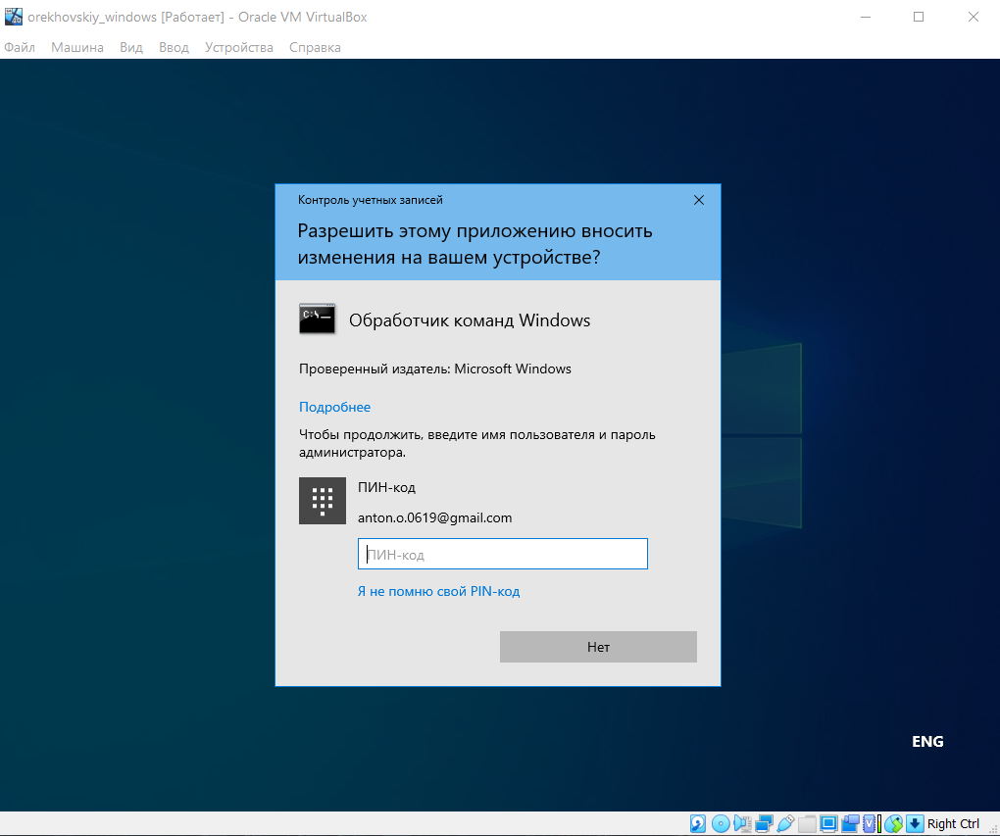 orekhovskiy_windows [Работает] - Oracle VM VirtualBox
Файл Машина Вид Ввод Устройства Справка
Контроль учетных записей
Разрешить этому приложению вносить
изменения на вашем устройстве?
C:\
Обработчик команд Windows
Проверенный издатель: Microsoft Windows
Подробнее
Чтобы продолжить, введите имя пользователя и пароль
администратора.
ПИН-код
anton.o.0619@gmail.com
ПИН-код
Я не помню свой PIN-код
Нет
ENG
Right Ctrl